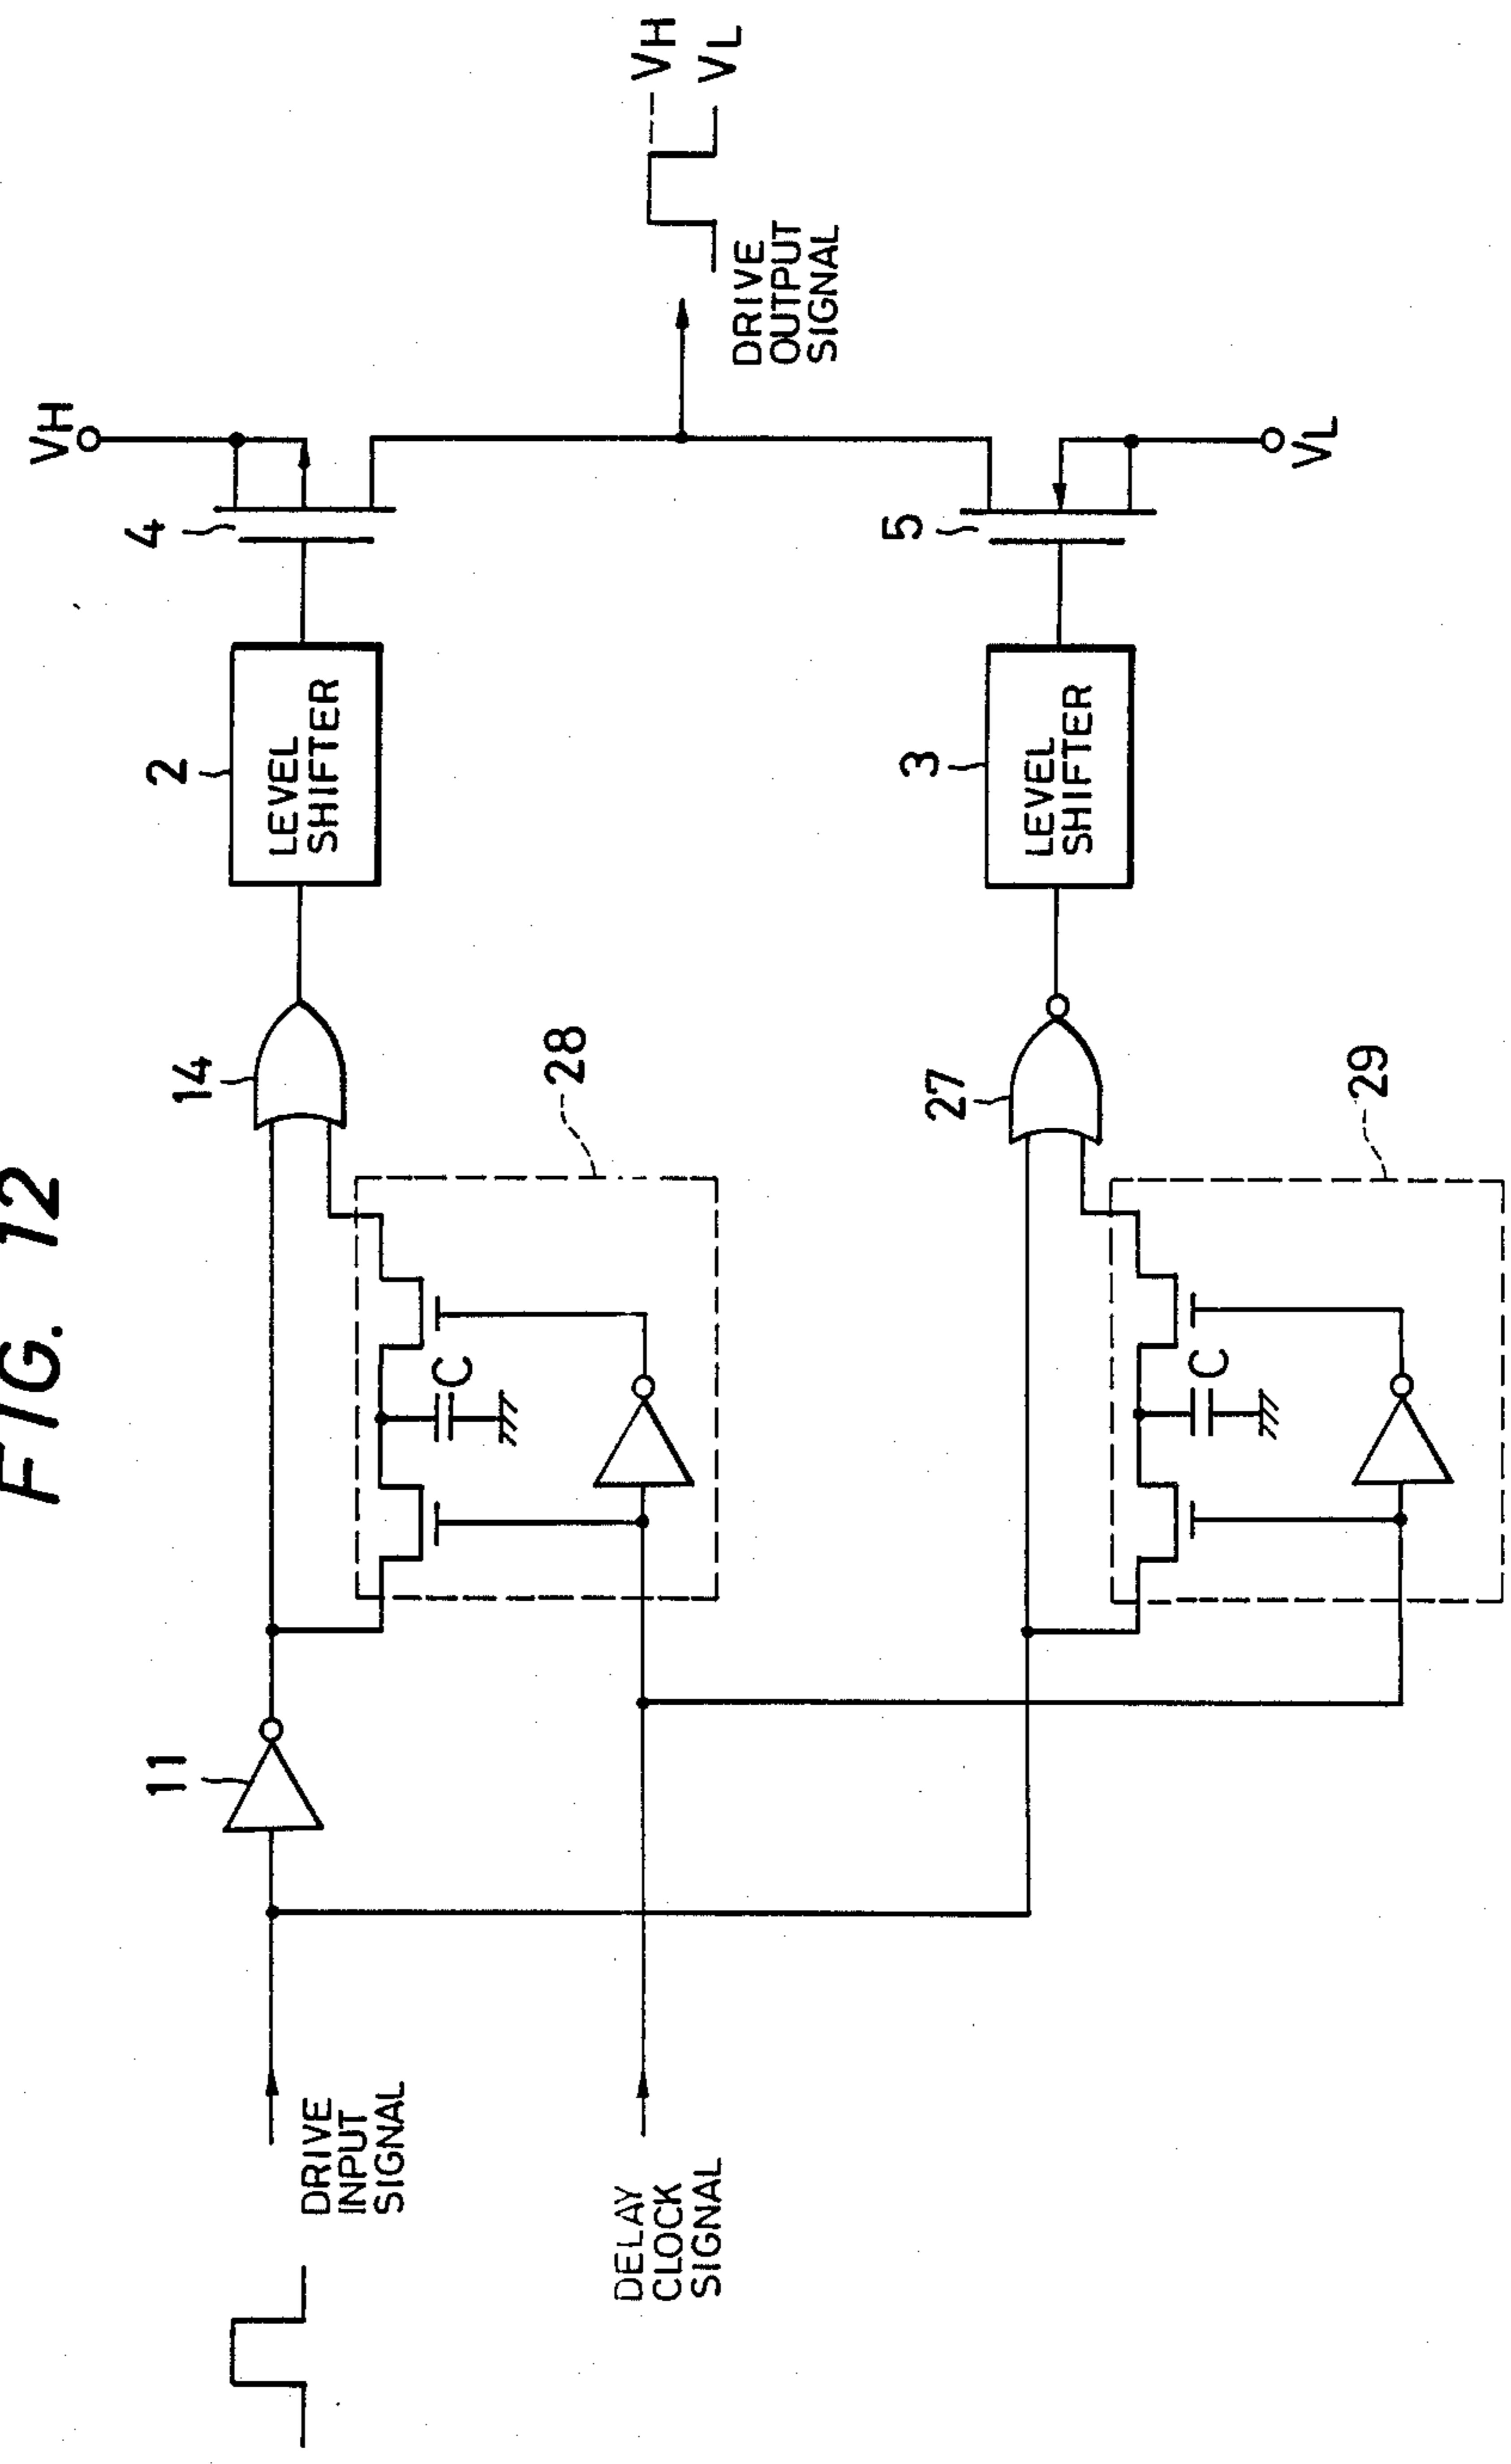 FIG. 12
DRIVE
INPUT
SIGNAL
DELAY
CLOCK
SIGNAL
11
14
28
C
2
LEVEL
SHIFTER
4
VH
27
29
C
3
LEVEL
SHIFTER
5
VL
DRIVE
OUTPUT
SIGNAL
VH
VL